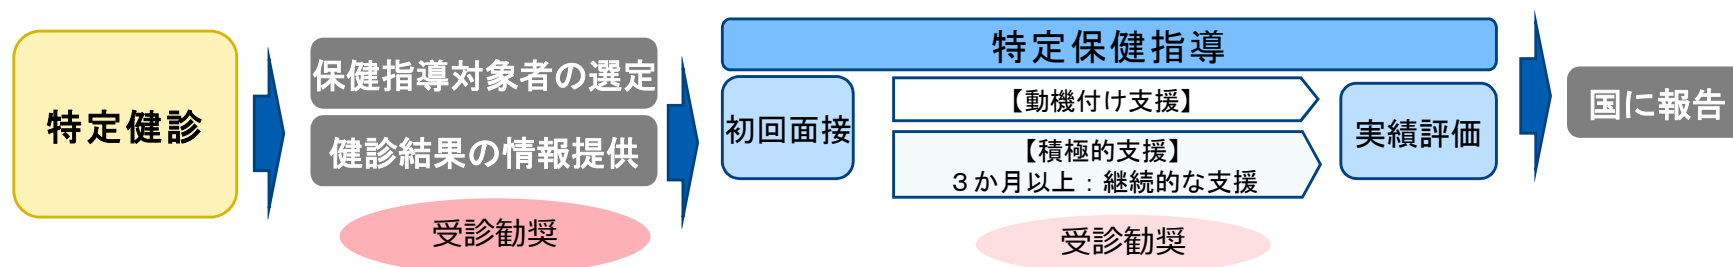 特定健診
保健指導対象者の選定
健診結果の情報提供
受診勧奨
特定保健指導
初回面接
【動機付け支援】
【積極的支援】
３か月以上：継続的な支援
実績評価
受診勧奨
国に報告